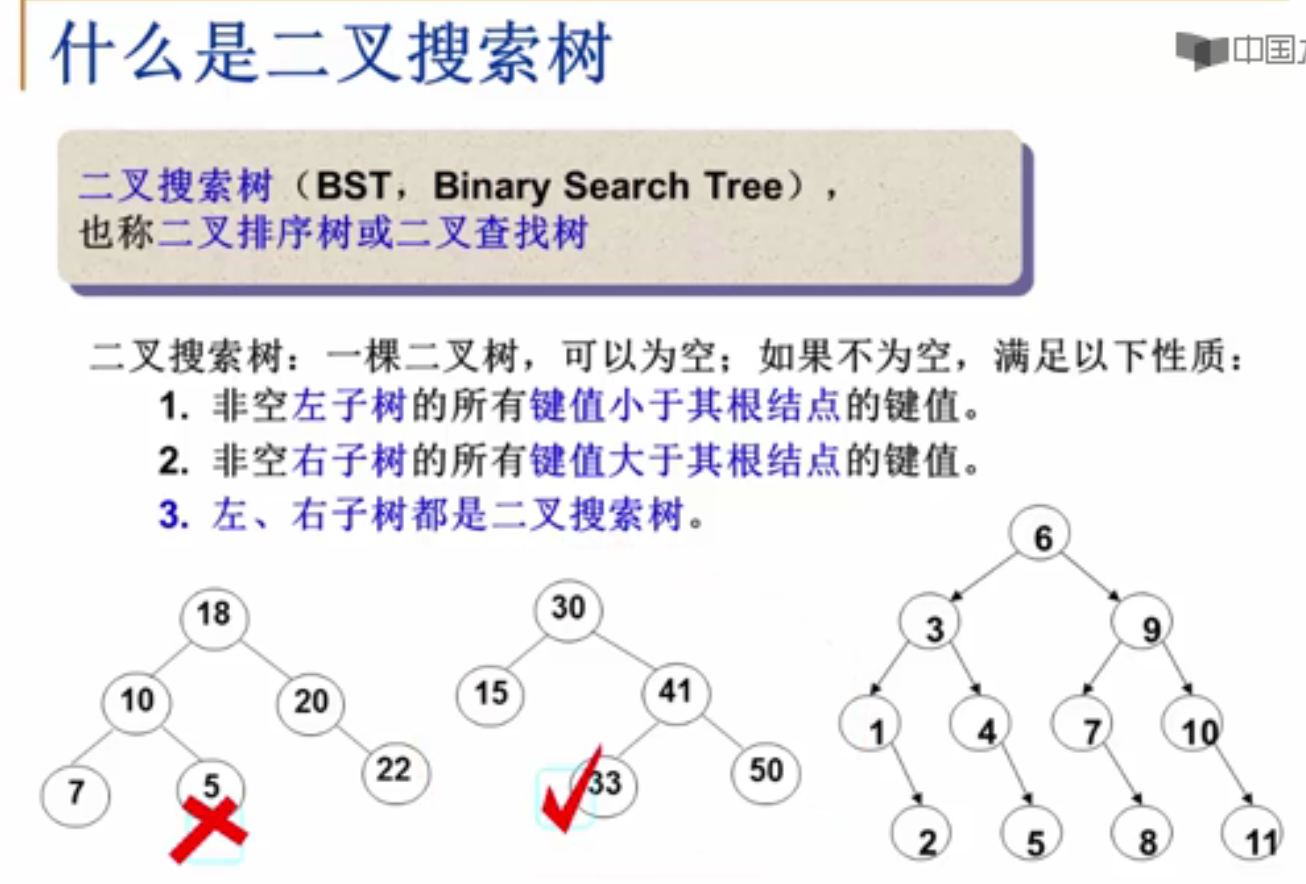 什么是二叉搜索树
中国
二叉搜索树（BST，Binary Search Tree），
也称二叉排序树或二叉查找树
二叉搜索树：一棵二叉树，可以为空；如果不为空，满足以下性质：
1. 非空左子树的所有键值小于其根结点的键值。
2. 非空右子树的所有键值大于其根结点的键值。
3. 左、右子树都是二叉搜索树。
18
10
20
7
5
22
30
15
41
33
50
6
3
9
1
4
7
10
2
5
8
11